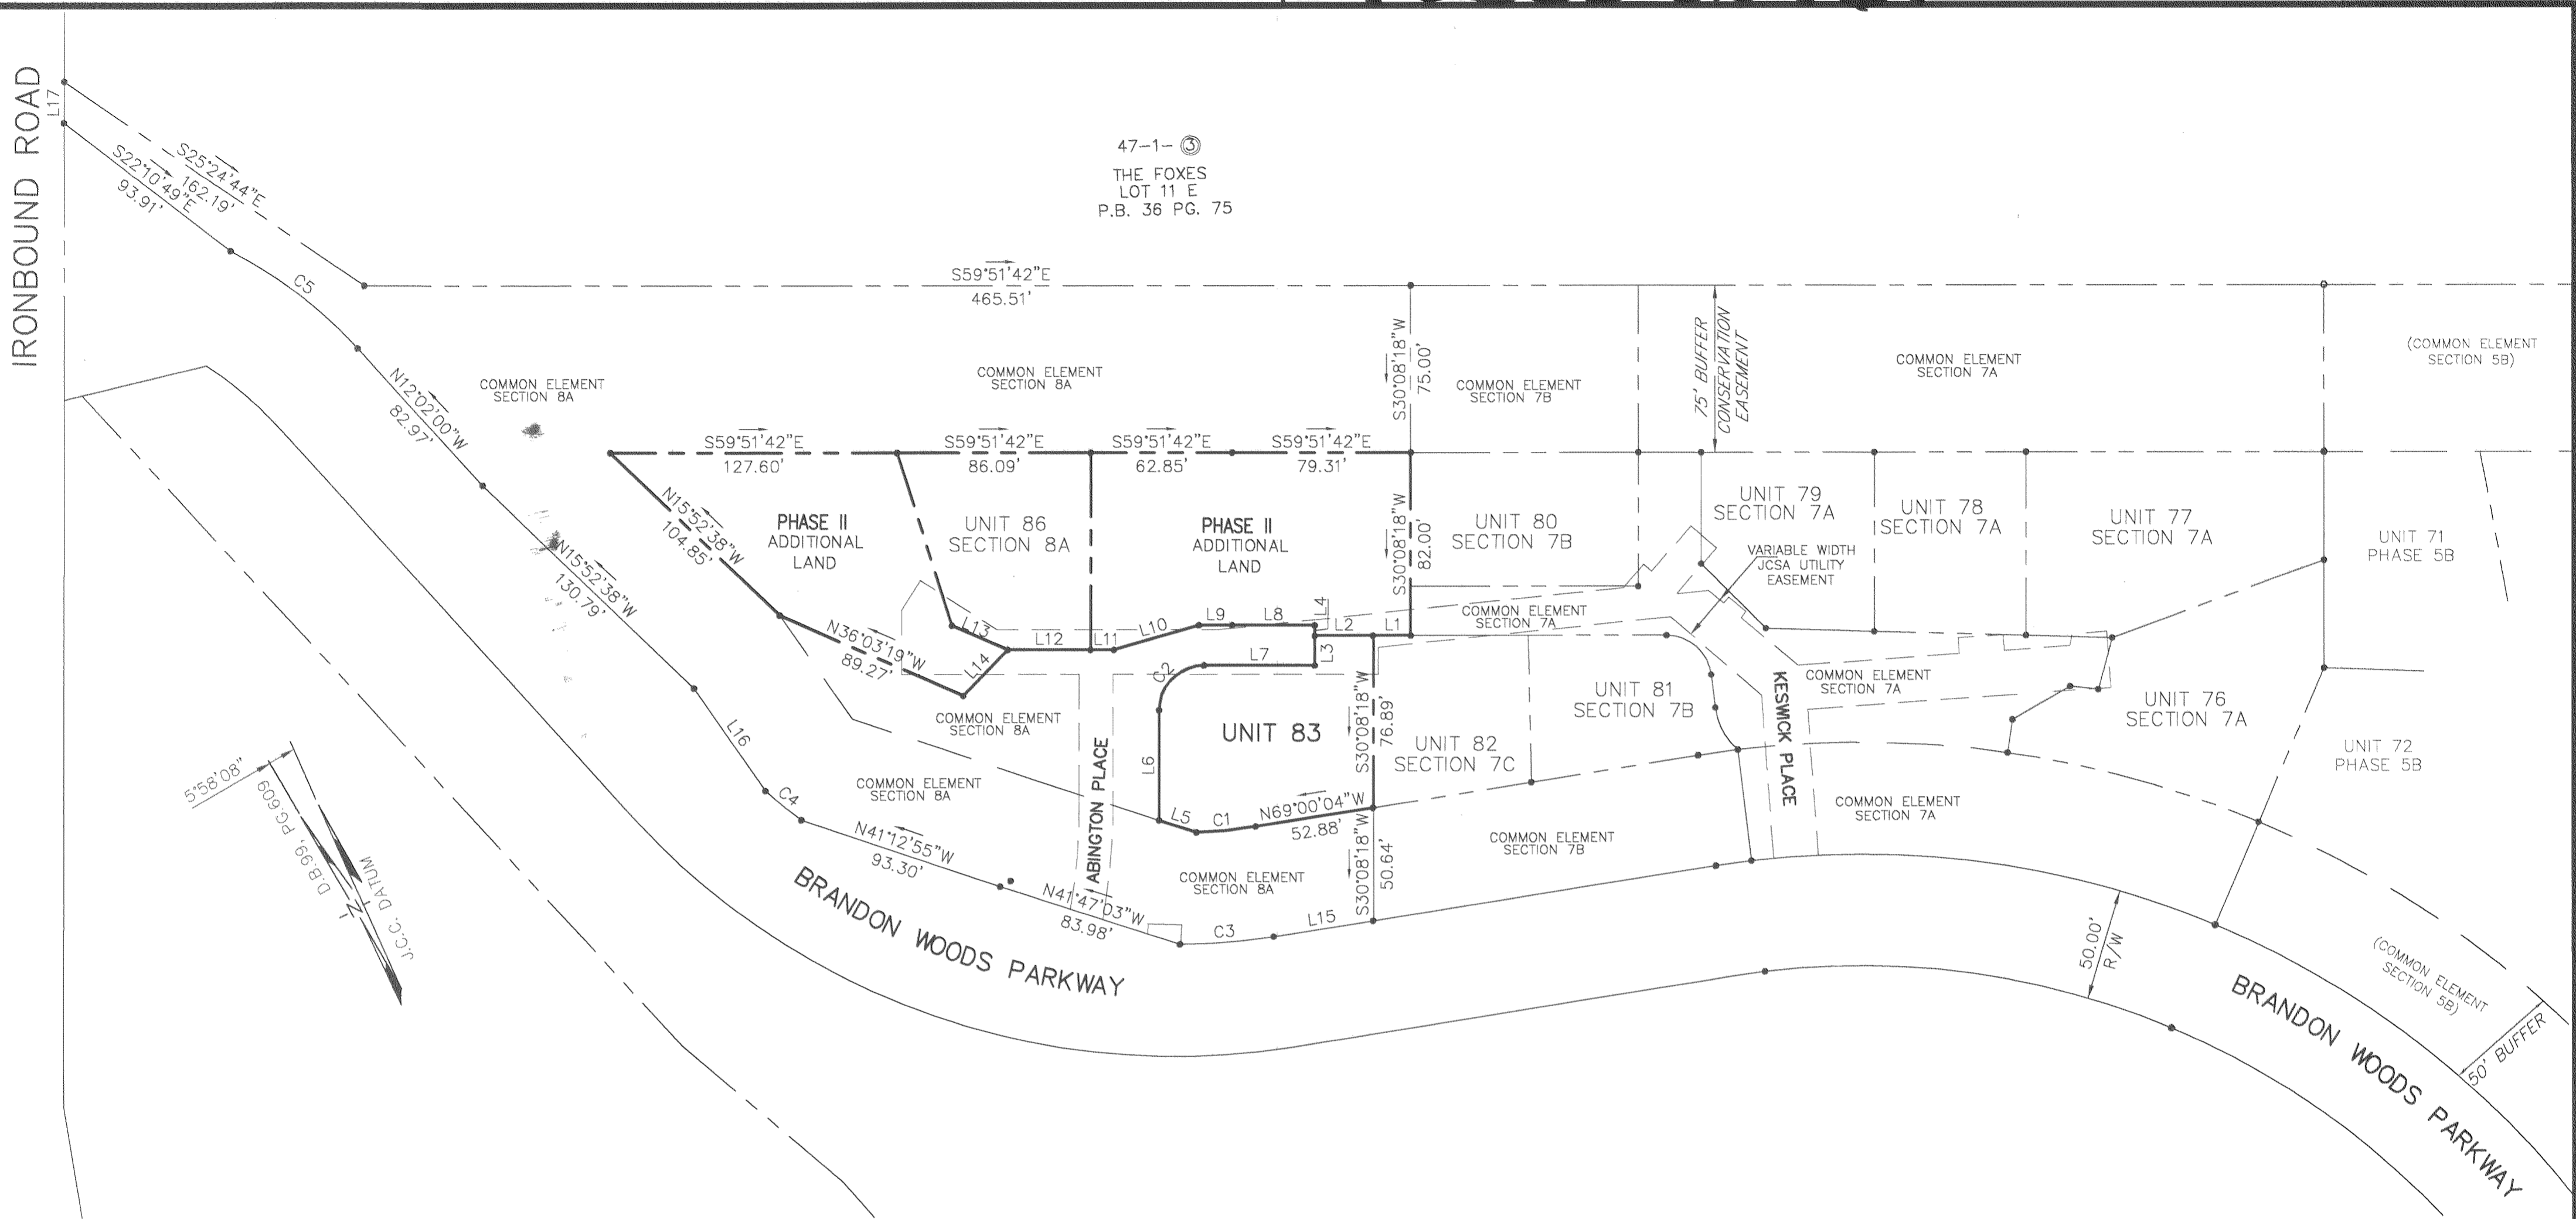 IRONBOUND ROAD
L17
S25°24'44"E
162.19'
S22°10'49"E
93.91'
C5
47-1- 3
THE FOXES
LOT 11 E
P.B. 36 PG. 75
S59°51'42"E
465.51'
N12°02'00"W
82.97'
COMMON ELEMENT
SECTION 8A
COMMON ELEMENT
SECTION 8A
S30°08'18"W
75.00'
COMMON ELEMENT
SECTION 7B
75' BUFFER
CONSERVATION
EASEMENT
COMMON ELEMENT
SECTION 7A
(COMMON ELEMENT
SECTION 5B)
S59°51'42"E
127.60'
S59°51'42"E
86.09'
S59°51'42"E
62.85'
S59°51'42"E
79.31'
N15°52'38"W
104.85'
PHASE II
ADDITIONAL
LAND
UNIT 86
SECTION 8A
PHASE II
ADDITIONAL
LAND
S30°08'18"W
82.00'
UNIT 80
SECTION 7B
UNIT 79
SECTION 7A
UNIT 78
SECTION 7A
UNIT 77
SECTION 7A
UNIT 71
PHASE 5B
VARIABLE WIDTH
JCSA UTILITY
EASEMENT
N15°52'38"W
130.79'
N36°03'19"W
89.27'
L13
L14
L12
L11
L10
L9
L8
L4
L2
L1
L3
L7
C2
COMMON ELEMENT
SECTION 7A
COMMON ELEMENT
SECTION 7A
KESWICK PLACE
UNIT 81
SECTION 7B
UNIT 82
SECTION 7C
UNIT 76
SECTION 7A
UNIT 72
PHASE 5B
S30°08'18"W
76.89'
UNIT 83
L6
L5
C1
N69°00'04"W
52.88'
COMMON ELEMENT
SECTION 8A
ABINGTON PLACE
L16
C4
COMMON ELEMENT
SECTION 8A
N41°12'55"W
93.30'
N41°47'03"W
83.98'
COMMON ELEMENT
SECTION 8A
C3
L15
S30°08'18"W
50.64'
COMMON ELEMENT
SECTION 7B
COMMON ELEMENT
SECTION 7A
5°58'08"
D.B.99, PG.609
N
J.C.C. DATUM
BRANDON WOODS PARKWAY
50.00'
R/W
(COMMON ELEMENT
SECTION 5B)
50' BUFFER
BRANDON WOODS PARKWAY